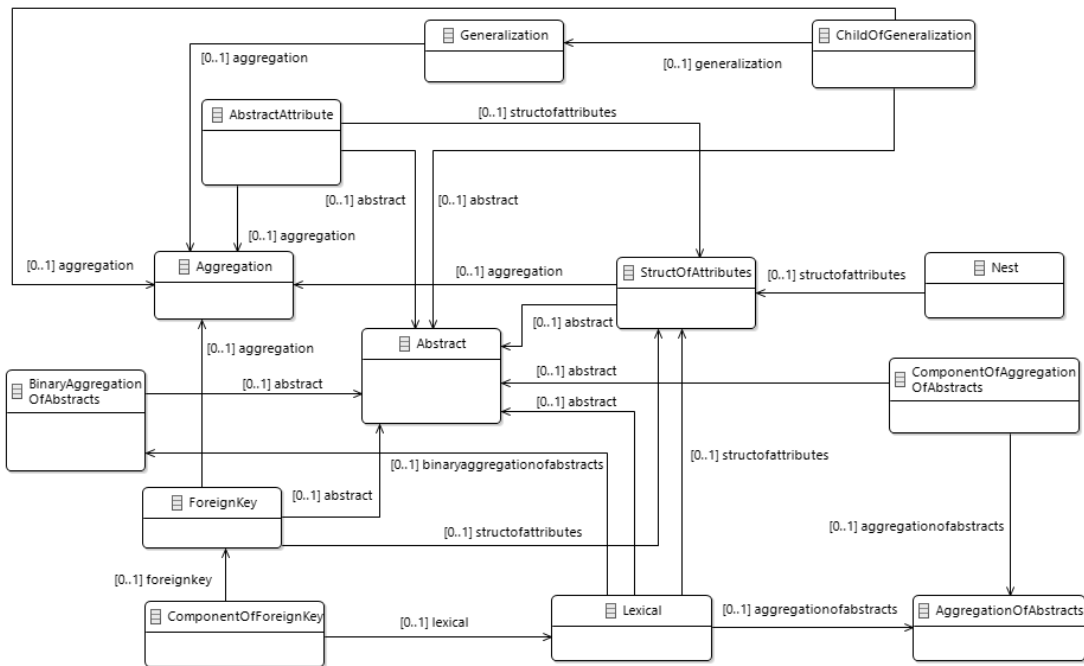 Generalization
ChildOfGeneralization
[0..1] aggregation
[0..1] generalization
AbstractAttribute
[0..1] structofattributes
[0..1] abstract
[0..1] abstract
[0..1] aggregation
[0..1] aggregation
Aggregation
[0..1] aggregation
StructOfAttributes
[0..1] structofattributes
Nest
[0..1] abstract
Abstract
[0..1] aggregation
BinaryAggregation
OfAbstracts
[0..1] abstract
[0..1] abstract
ComponentOfAggregation
OfAbstracts
[0..1] abstract
[0..1] binaryaggregationofabstracts
[0..1] structofattributes
ForeignKey
[0..1] abstract
[0..1] structofattributes
[0..1] aggregationofabstracts
[0..1] foreignkey
ComponentOfForeignKey
[0..1] lexical
Lexical
[0..1] aggregationofabstracts
AggregationOfAbstracts